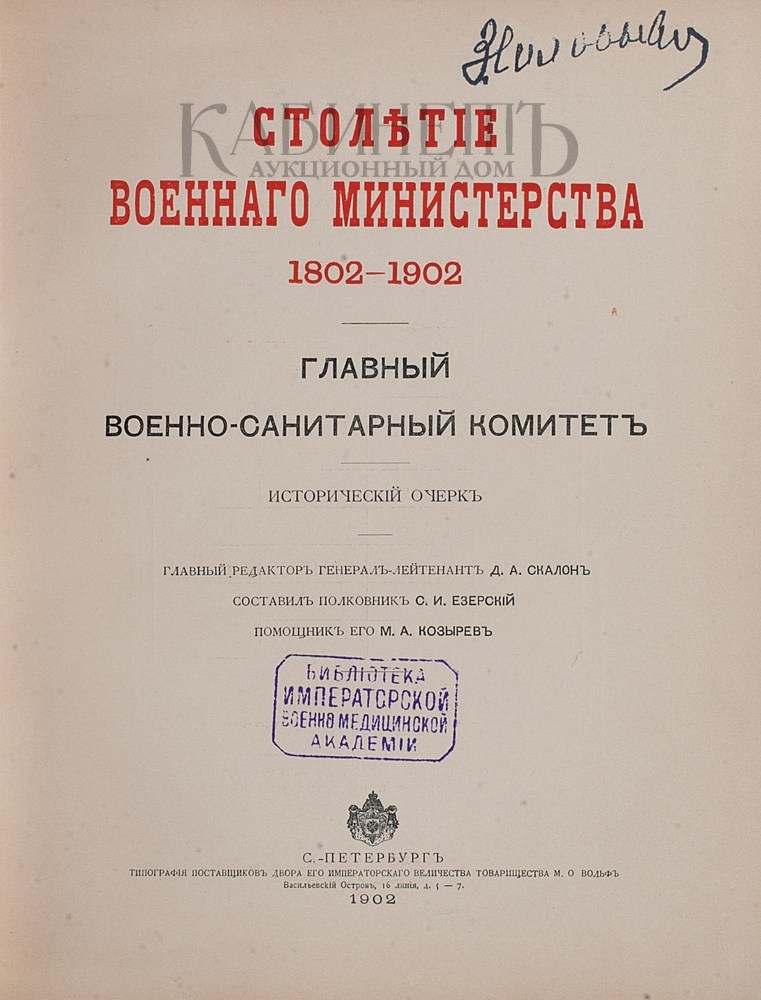 КАБИНЕТЪ
АУКЦИОННЫЙ ДОМ
СТОЛѢТІЕ
ВОЕННАГО МИНИСТЕРСТВА
1802–1902
ГЛАВНЫЙ
ВОЕННО-САНИТАРНЫЙ КОМИТЕТЪ
ИСТОРИЧЕСКІЙ ОЧЕРКЪ
ГЛАВНЫЙ РЕДАКТОРЪ ГЕНЕРАЛЪ-ЛЕЙТЕНАНТЪ Д. А. СКАЛОНЪ
СОСТАВИЛЪ ПОЛКОВНИКЪ С. И. ЕЗЕРСКІЙ
ПОМОЩНИКЪ ЕГО М. А. КОЗЫРЕВЪ
БИБЛІОТЕКА
ИМПЕРАТОРСКОЙ
ВОЕННО МЕДИЦИНСКОЙ
АКАДЕМІИ
С.-ПЕТЕРБУРГЪ
ТИПОГРАФІЯ ПОСТАВЩИКОВЪ ДВОРА ЕГО ИМПЕРАТОРСКАГО ВЕЛИЧЕСТВА ТОВАРИЩЕСТВА М. О ВОЛЬФЪ
Васильевскій Островъ, 16 линія, д. 5 — 7.
1902